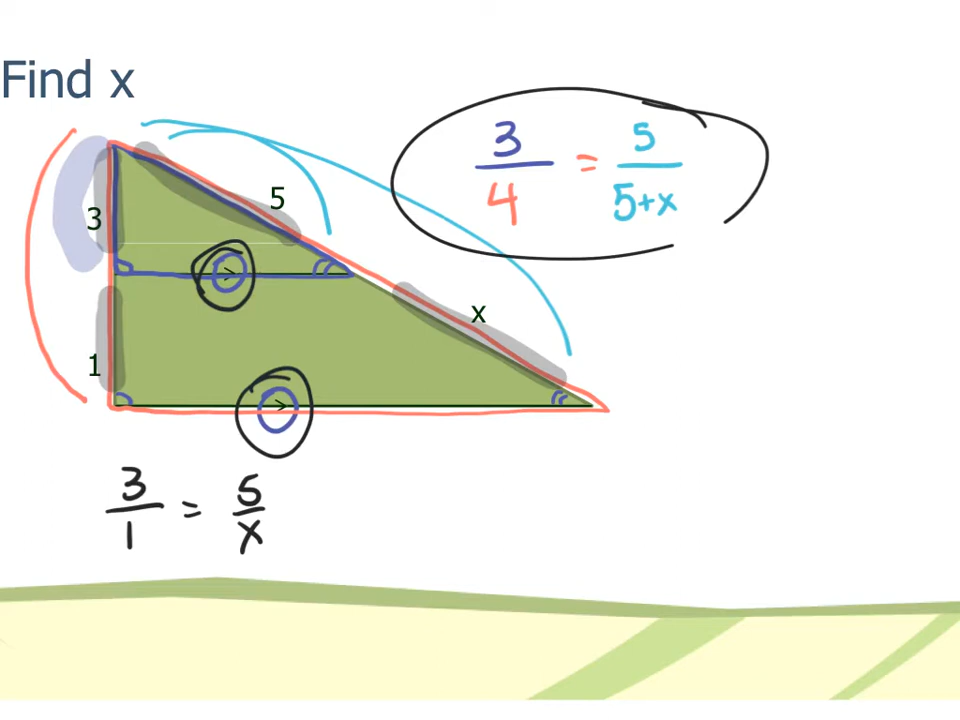 Find x
3/4 = 5/5+x
5
3
x
1
3/1 = 5/x